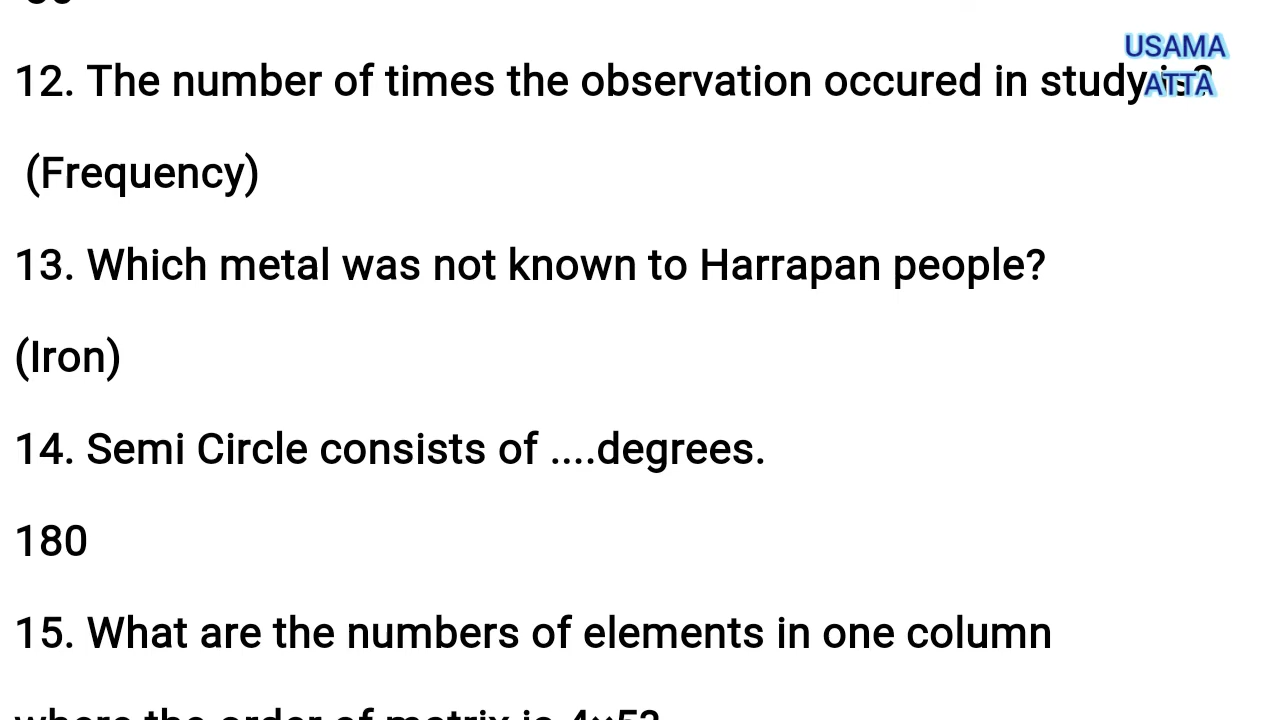 USAMA
12. The number of times the observation occured in study is?
ATTA
(Frequency)
13. Which metal was not known to Harrapan people?
(Iron)
14. Semi Circle consists of ....degrees.
180
15. What are the numbers of elements in one column
where the order of matrix is 4×5?